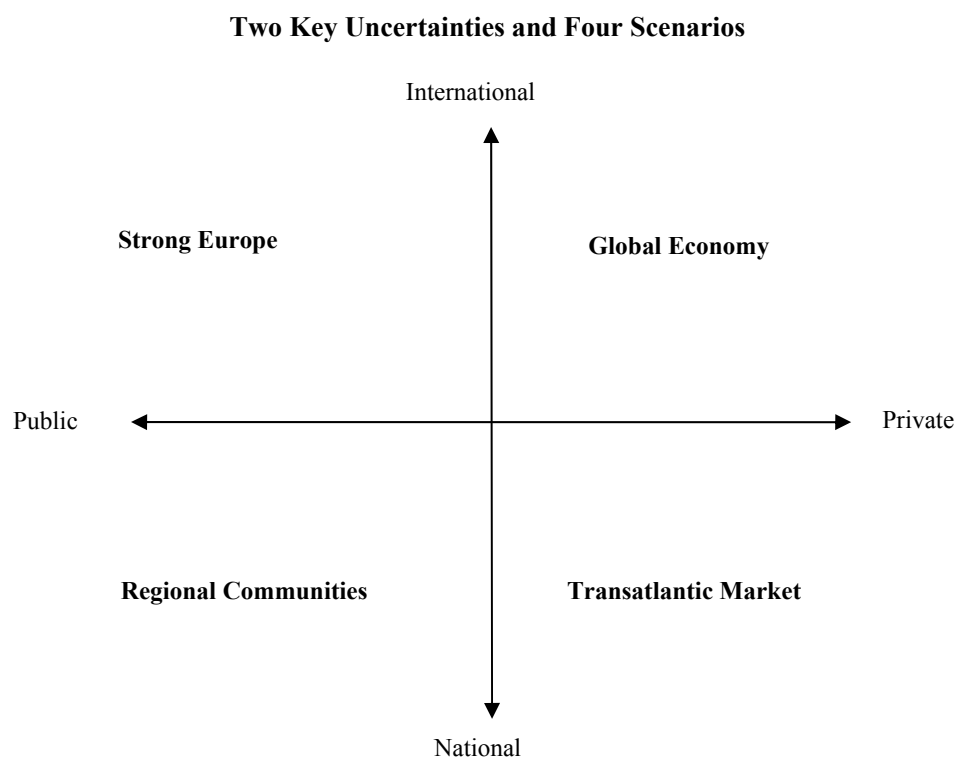 Two Key Uncertainties and Four Scenarios
International
Strong Europe
Global Economy
Public
Private
Regional Communities
Transatlantic Market
National